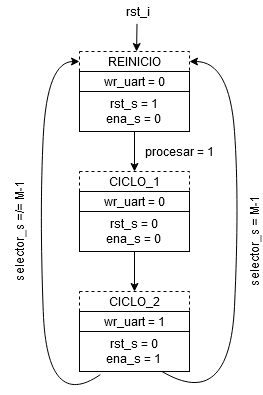 rst_i
REINICIO
wr_uart = 0
rst_s = 1
ena_s = 0
procesar = 1
CICLO_1
wr_uart = 0
rst_s = 0
ena_s = 0
selector_s =/= M-1
selector_s = M-1
CICLO_2
wr_uart = 1
rst_s = 0
ena_s = 1